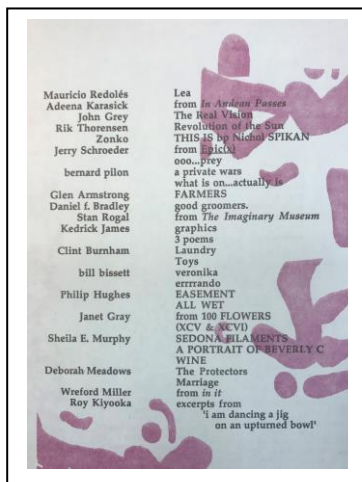 Mauricio Redolés Lea
Adeena Karasick from In Andean Passes
John Grey The Real Vision
Rik Thorensen Revolution of the Sun
Zonko THIS IS bp Nichol SPIKAN
Jerry Schroeder from Epic(x)
ooo...prey
bernard pilon a private wars
what is on...actually is
Glen Armstrong FARMERS
Daniel f. Bradley good groomers.
Stan Rogal from The Imaginary Museum
Kedrick James graphics
3 poems
Clint Burnham Laundry
Toys
bill bissett veronika
errrrando
Philip Hughes EASEMENT
ALL WET
Janet Gray from 100 FLOWERS
(XCV & XCVI)
Sheila E. Murphy SEDONA FILAMENTS
A PORTRAIT OF BEVERLY C
WINE
Deborah Meadows The Protectors
Marriage
Wreford Miller from in it
Roy Kiyooka excerpts from
'i am dancing a jig
on an upturned bowl'